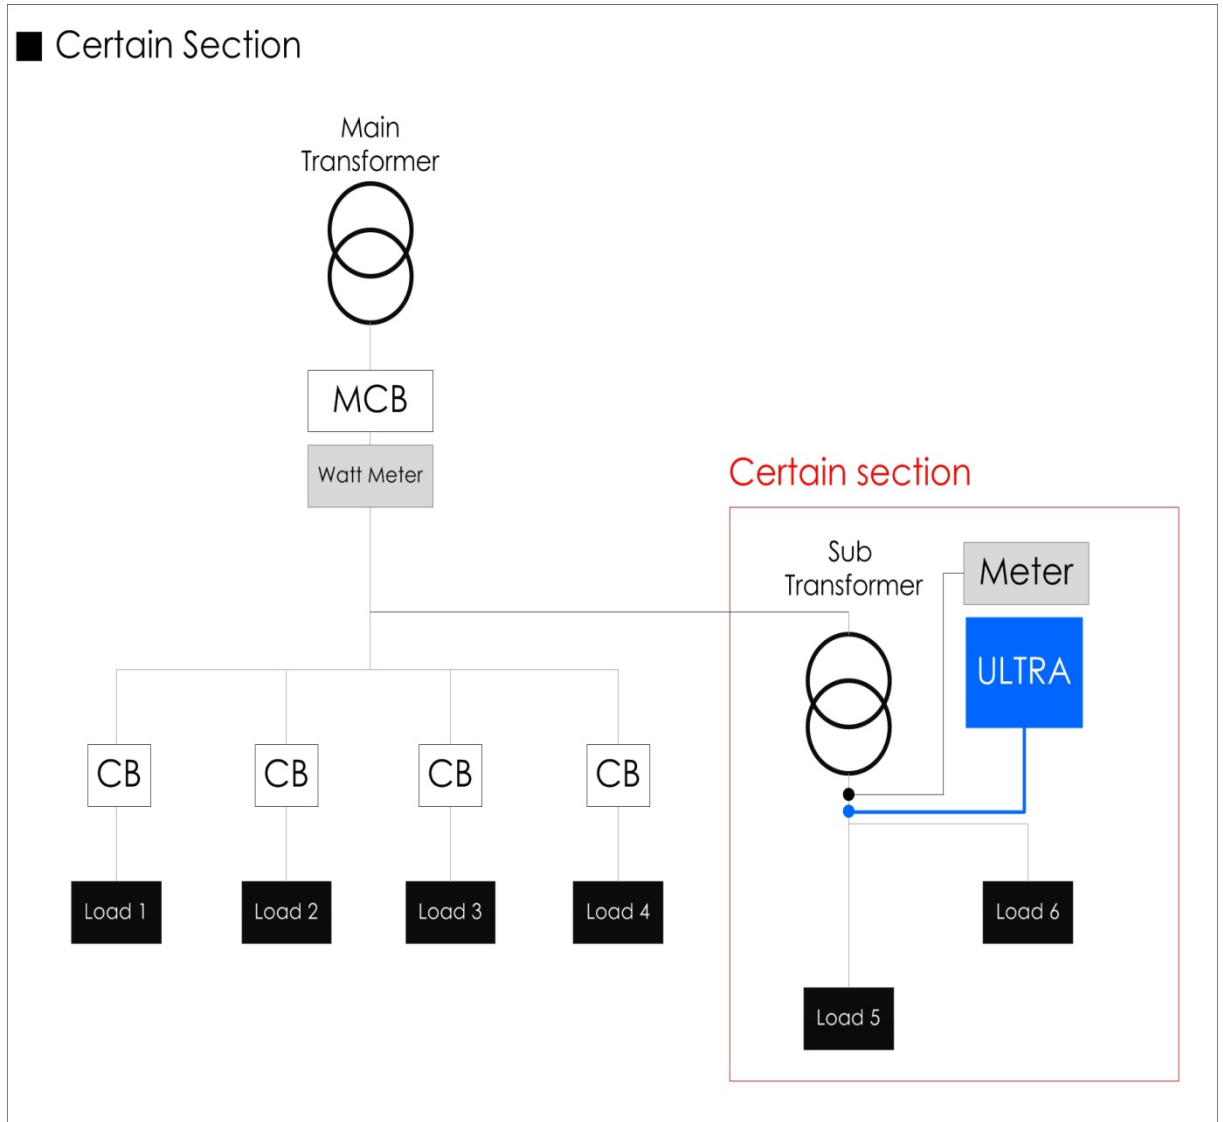 Certain Section
Main
Transformer
MCB
Watt Meter
Certain section
Sub
Transformer
Meter
ULTRA
CB
CB
CB
CB
Load 1
Load 2
Load 3
Load 4
Load 6
Load 5